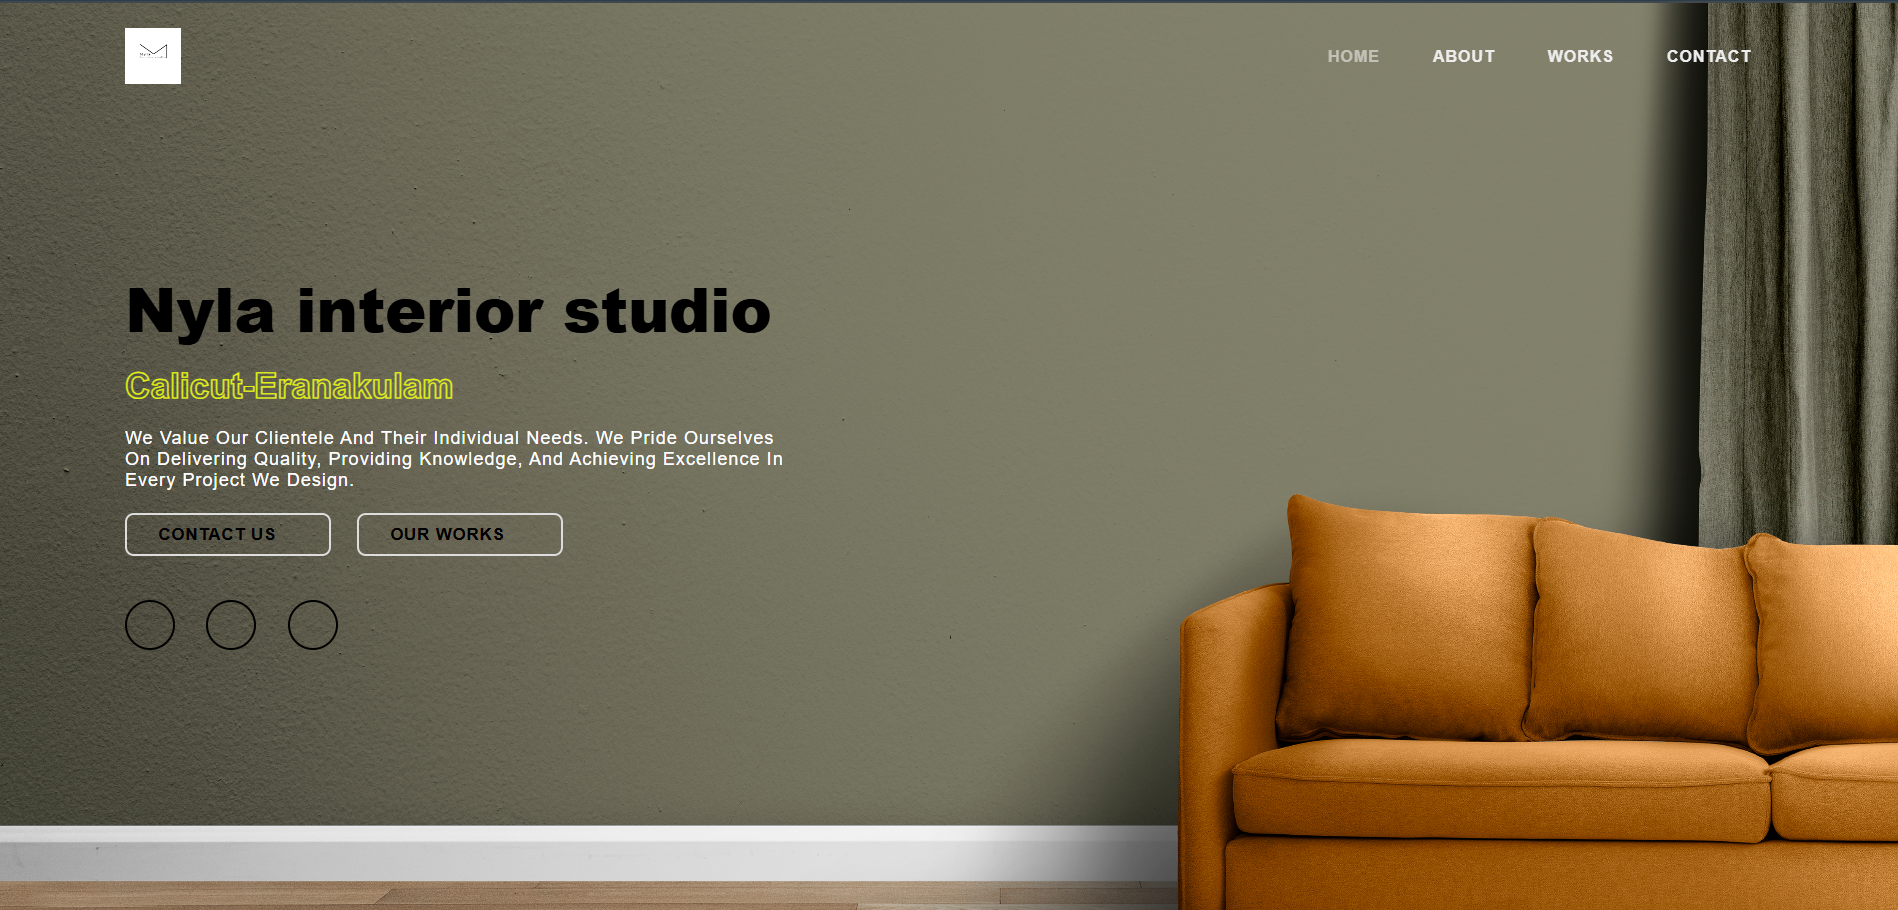 HOME ABOUT WORKS CONTACT
Nyla interior studio
Calicut-Eranakulam
We Value Our Clientele And Their Individual Needs. We Pride Ourselves
On Delivering Quality, Providing Knowledge, And Achieving Excellence In
Every Project We Design.
CONTACT US OUR WORKS